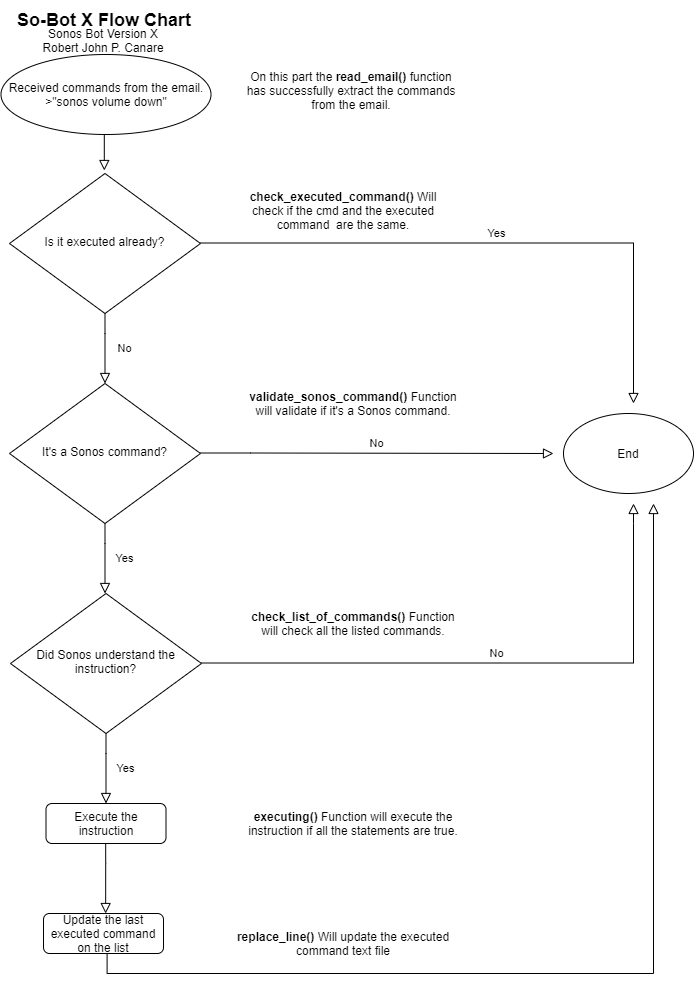 So-Bot X Flow Chart
Sonos Bot Version X
Robert John P. Canare
Received commands from the email.
>"sonos volume down"
On this part the read_email() function
has successfully extract the commands
from the email.
check_executed_command() Will
check if the cmd and the executed
command are the same.
Is it executed already?
Yes
No
validate_sonos_command() Function
will validate if it's a Sonos command.
It's a Sonos command?
No
End
Yes
check_list_of_commands() Function
will check all the listed commands.
Did Sonos understand the
instruction?
No
Yes
Execute the
instruction
executing() Function will execute the
instruction if all the statements are true.
Update the last
executed command
on the list
replace_line() Will update the executed
command text file